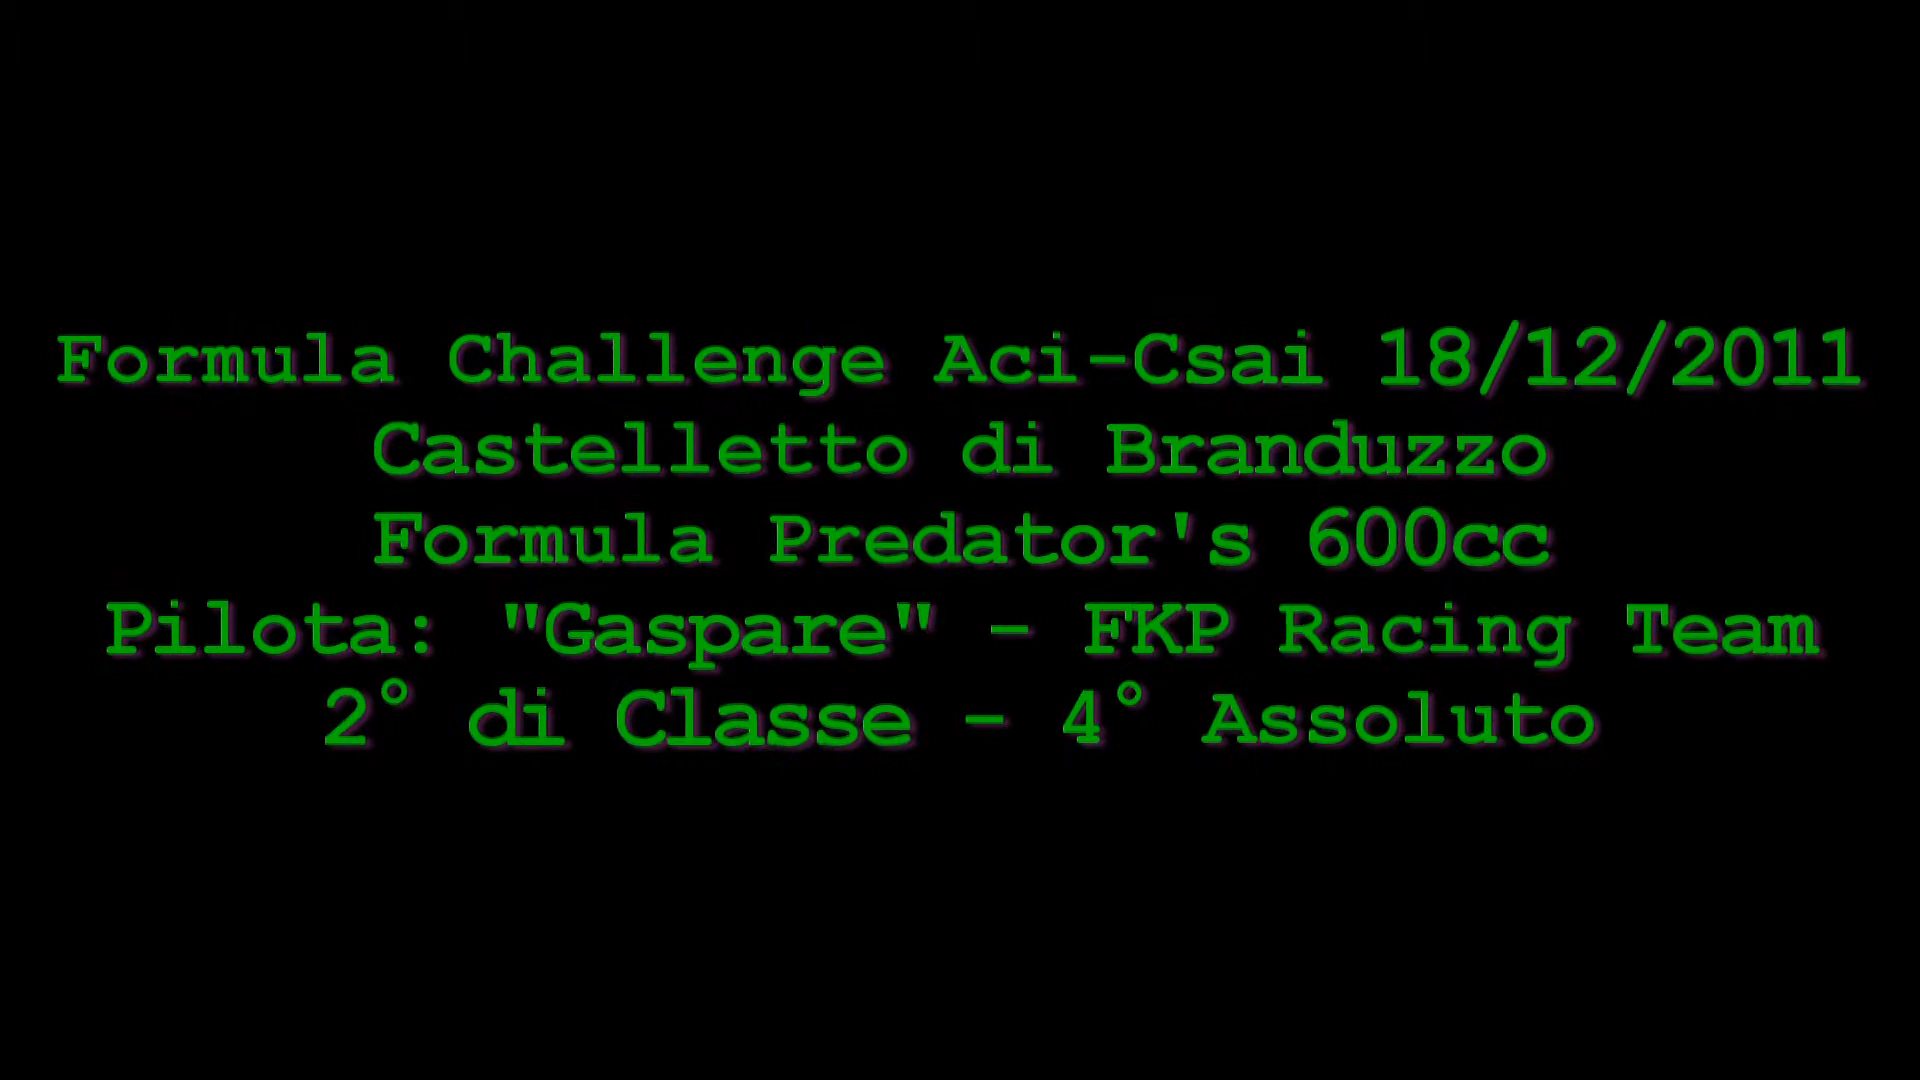 Formula Challenge Aci-Csai 18/12/2011
Castelletto di Branduzzo
Formula Predator's 600cc
Pilota: "Gaspare" - FKP Racing Team
2° di Classe - 4° Assoluto